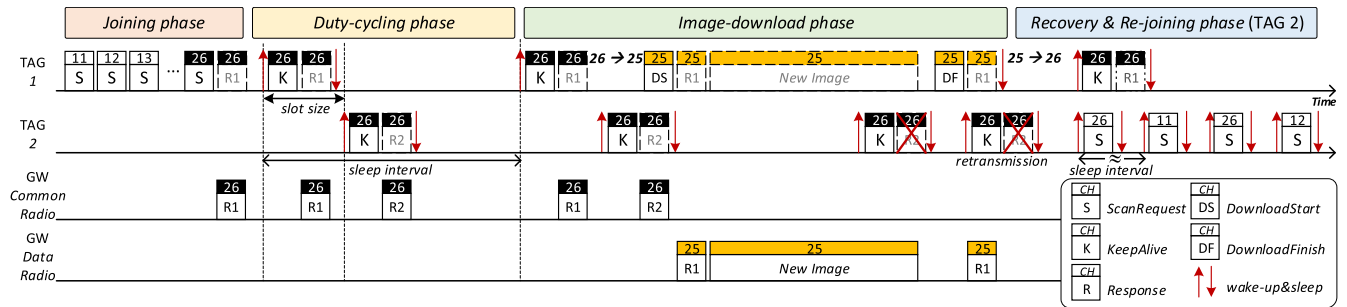 Joining phase
Duty-cycling phase
Image-download phase
Recovery & Re-joining phase (TAG 2)
TAG
1
11 12 13 26 26
S S S ... S R1
26 26
K R1
26 26
K R1
26 → 25
25 25 25
DS R1 New Image
25 25
DF R1
25 → 26
26 26
K R1
slot size
Time
TAG
2
26 26
K R2
26 26
K R2
26 26
K R2
26 26
K R2
26 11 26 12
S S S S
sleep interval
retransmission
≈
sleep interval
GW
Common
Radio
26 26 26 26 26
R1 R1 R2 R1 R2
GW
Data
Radio
25 25 25
R1 New Image R1
CH
S ScanRequest
CH
DS DownloadStart
CH
K KeepAlive
CH
DF DownloadFinish
CH
R Response
wake-up&sleep